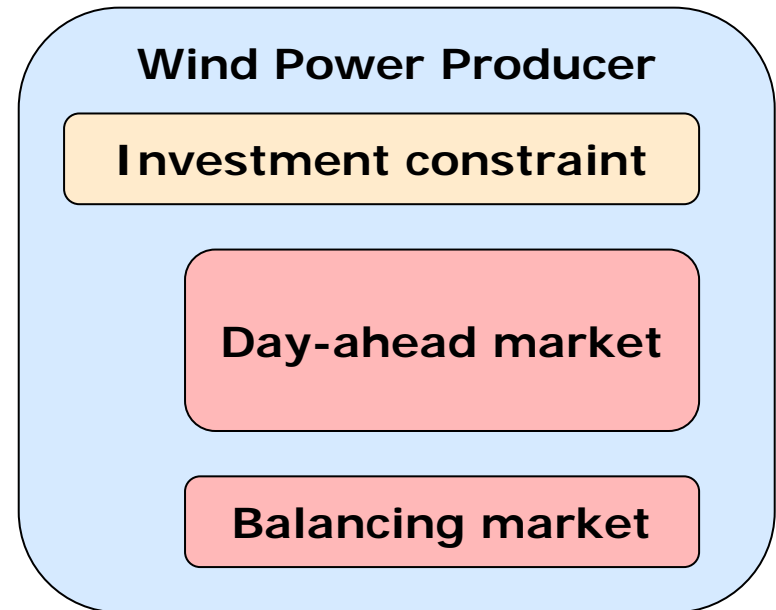 Wind Power Producer
Investment constraint
Day-ahead market
Balancing market